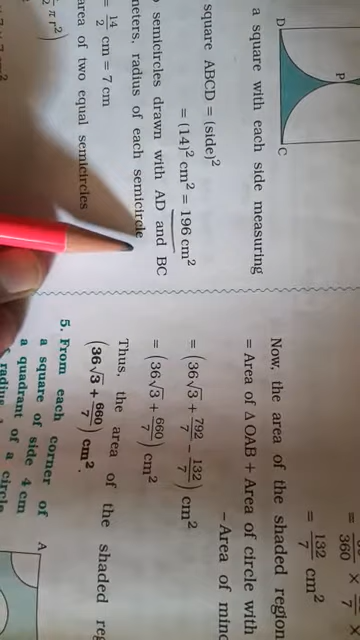 D
P
C
a square with each side measuring
square ABCD = (side)²
= (14)² cm² = 196 cm²
semicircles drawn with AD and BC
radius of each semicircle
= 14/2 cm = 7 cm
area of two equal semicircles
π r²)
360 × 7 ×
= 132/7 cm²
Now, the area of the shaded region
= Area of Δ OAB + Area of circle with
– Area of
= (36√3 + 792/7 – 132/7) cm²
= (36√3 + 660/7) cm²
Thus, the area of the shaded
(36√3 + 660/7) cm².
5. From each corner of
a square of side 4 cm
a quadrant of a circle
A